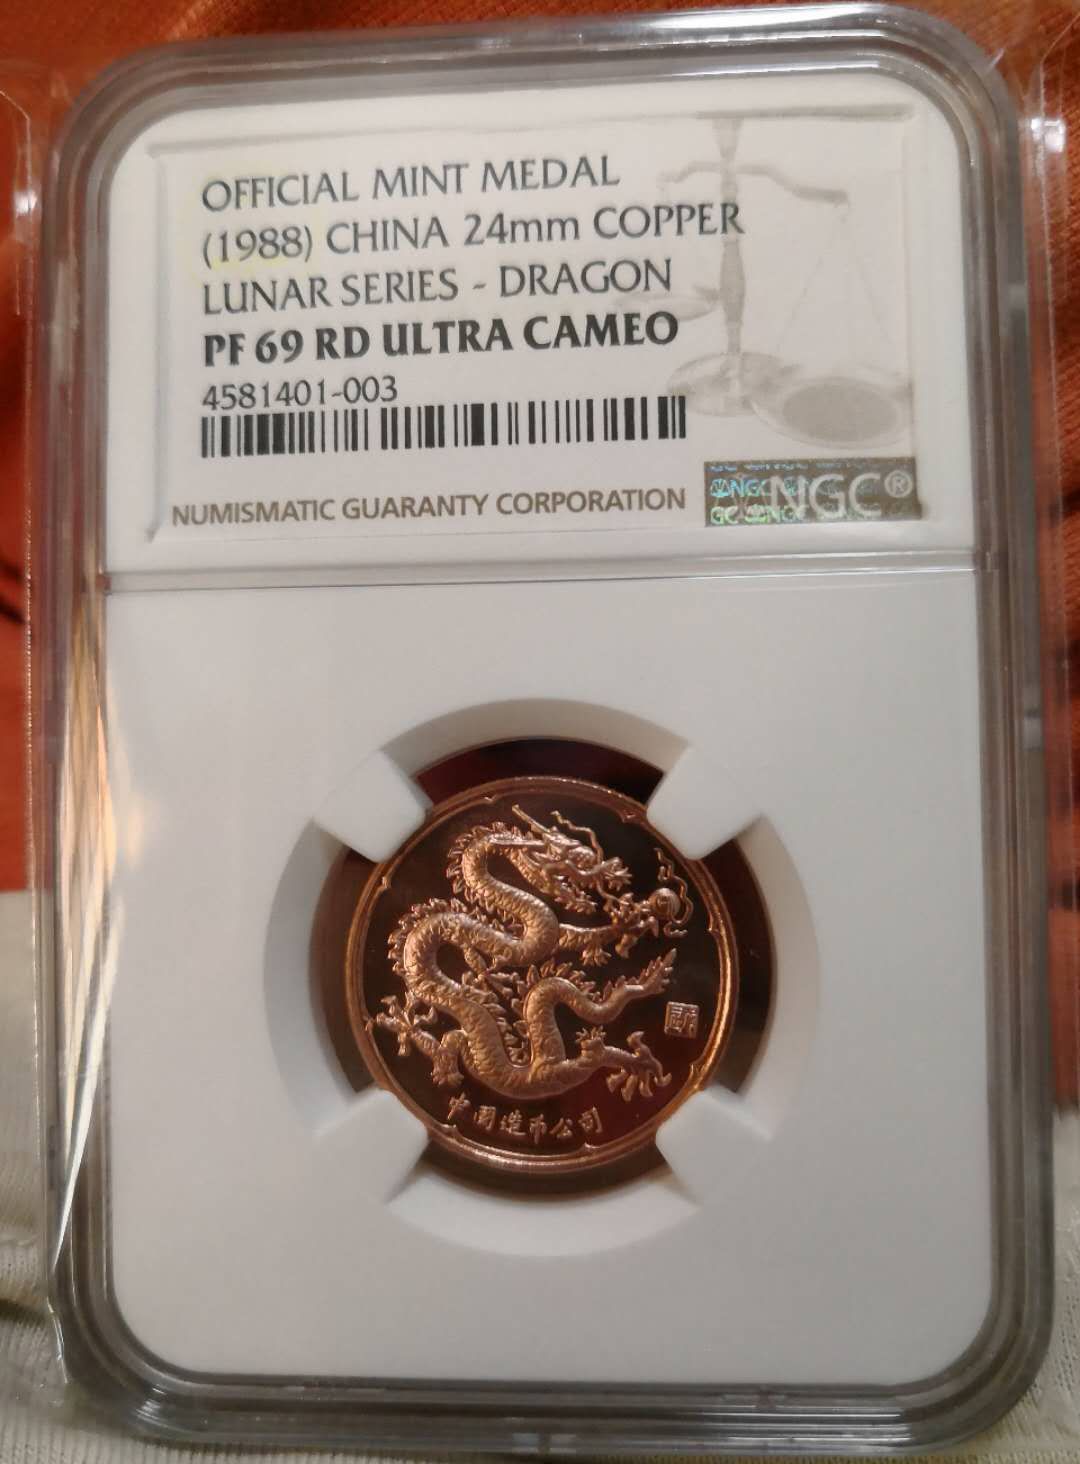 OFFICIAL MINT MEDAL
(1988) CHINA 24mm COPPER
LUNAR SERIES - DRAGON
PF 69 RD ULTRA CAMEO
4581401-003
NUMISMATIC GUARANTY CORPORATION
NGC®
中國造币公司